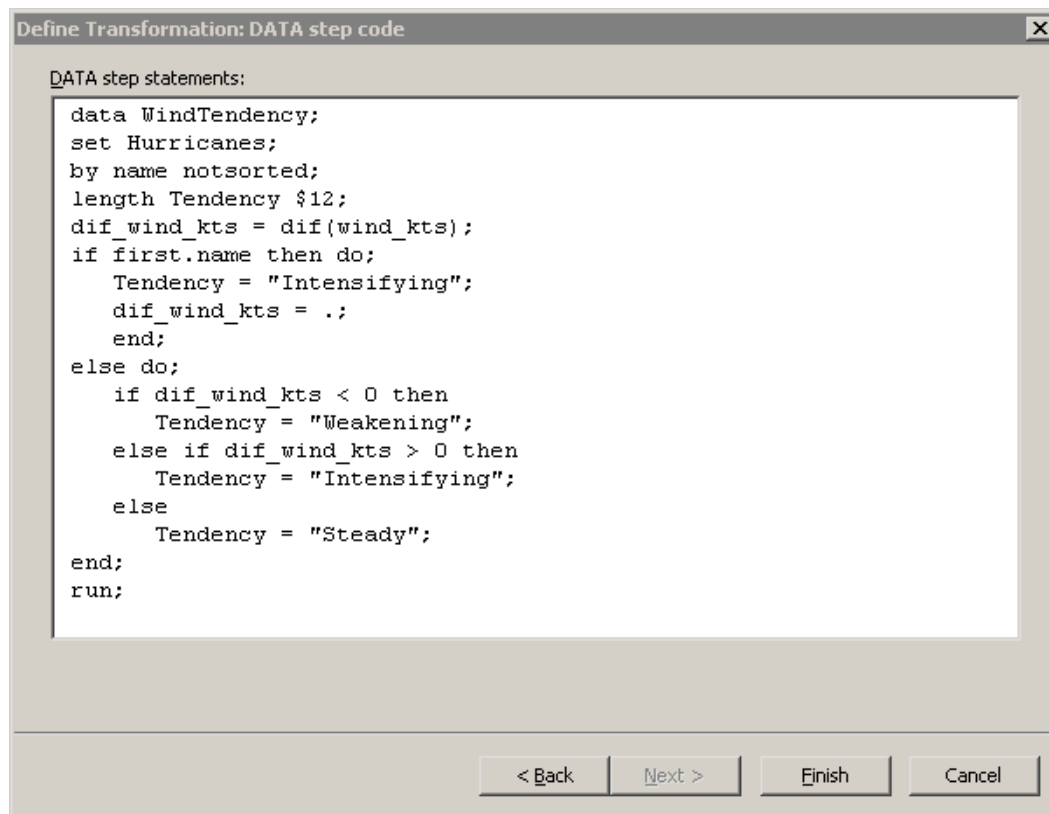 Define Transformation: DATA step code
DATA step statements:
data WindTendency;
set Hurricanes;
by name notsorted;
length Tendency $12;
dif_wind_kts = dif(wind_kts);
if first.name then do;
   Tendency = "Intensifying";
   dif_wind_kts = .;
   end;
else do;
   if dif_wind_kts < 0 then
      Tendency = "Weakening";
   else if dif_wind_kts > 0 then
      Tendency = "Intensifying";
   else
      Tendency = "Steady";
end;
run;
< Back Next > Finish Cancel